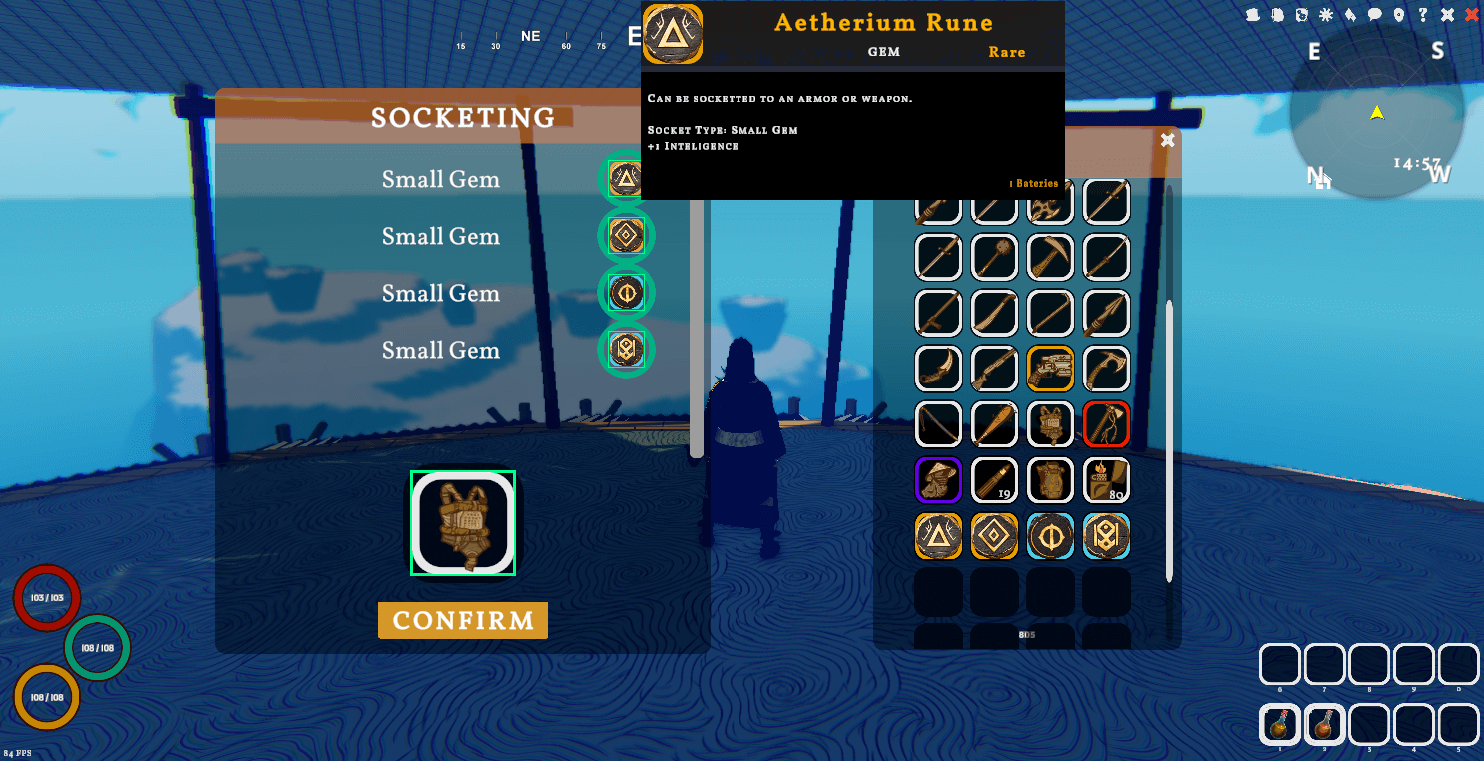 Aetherium Rune
GEM
Rare
Can be socketted to an armor or weapon.
Socket Type: Small Gem
+1 Inteligence
1 Bateries
15
30
NE
60
75
E
E
S
14:57
N
W
SOCKETING
Small Gem
Small Gem
Small Gem
Small Gem
CONFIRM
19
80
805
103 / 103
108 / 108
108 / 108
84 FPS
6
7
8
9
0
1
2
3
4
5